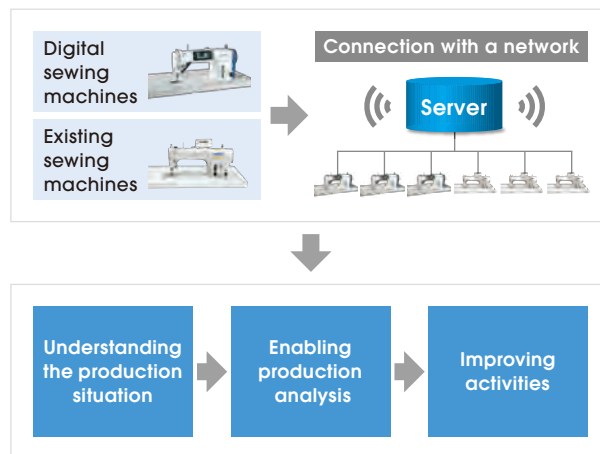 Digital
sewing
machines
Existing
sewing
machines
Connection with a network
Server
Understanding
the production
situation
Enabling
production
analysis
Improving
activities